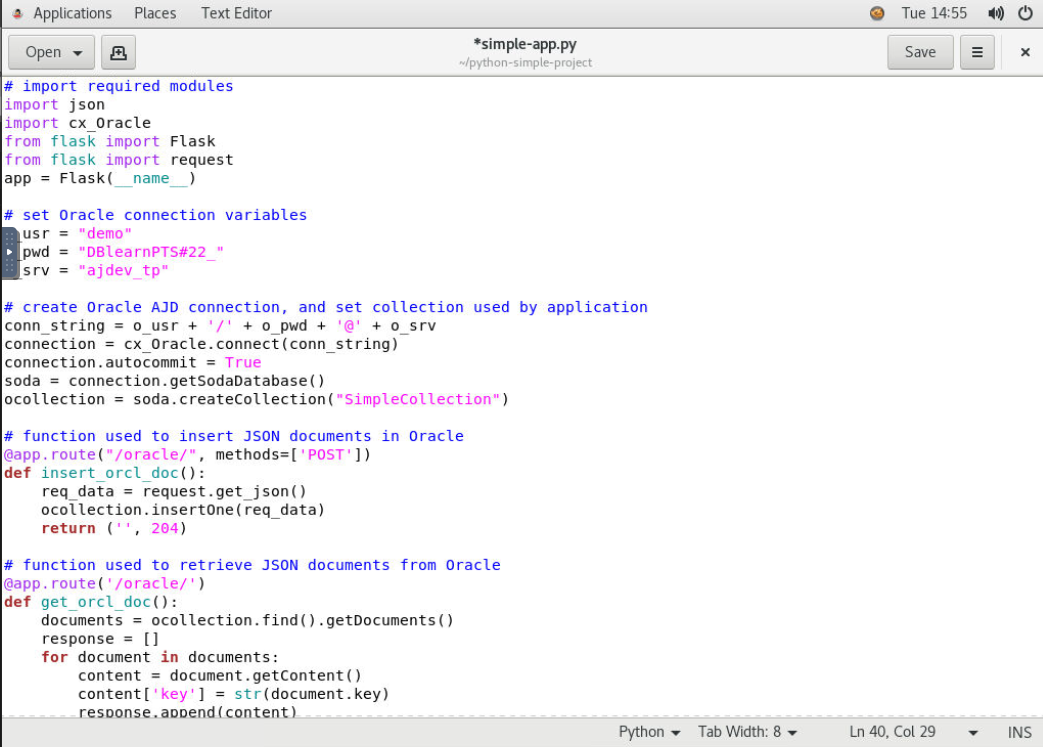 Applications Places Text Editor Tue 14:55
Open *simple-app.py Save
~/python-simple-project
# import required modules
import json
import cx_Oracle
from flask import Flask
from flask import request
app = Flask(__name__)
# set Oracle connection variables
_usr = "demo"
_pwd = "DBlearnPTS#22_"
_srv = "ajdev_tp"
# create Oracle AJD connection, and set collection used by application
conn_string = o_usr + '/' + o_pwd + '@' + o_srv
connection = cx_Oracle.connect(conn_string)
connection.autocommit = True
soda = connection.getSodaDatabase()
ocollection = soda.createCollection("SimpleCollection")
# function used to insert JSON documents in Oracle
@app.route("/oracle/", methods=['POST'])
def insert_orcl_doc():
    req_data = request.get_json()
    ocollection.insertOne(req_data)
    return ('', 204)
# function used to retrieve JSON documents from Oracle
@app.route('/oracle/')
def get_orcl_doc():
    documents = ocollection.find().getDocuments()
    response = []
    for document in documents:
        content = document.getContent()
        content['key'] = str(document.key)
        response.append(content)
Python Tab Width: 8 Ln 40, Col 29 INS